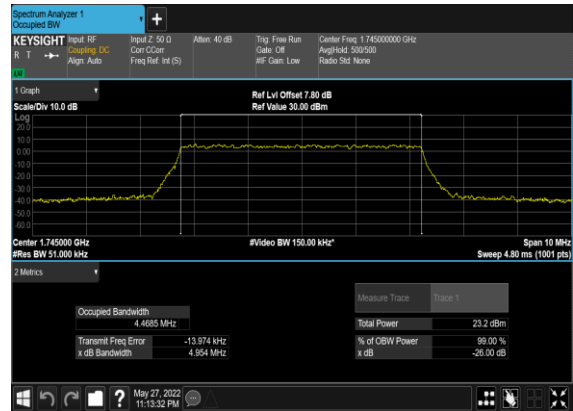 Spectrum Analyzer 1
Occupied BW
KEYSIGHT Input: RF Input Z: 50 Ω Atten: 40 dB Trig: Free Run Center Freq: 1.745000000 GHz
R T Coupling: DC Corr CCorr Gate: Off Avg|Hold: 500/500
Align: Auto Freq Ref: Int (S) #IF Gain: Low Radio Std: None
1 Graph
Scale/Div 10.0 dB
Ref Lvl Offset 7.80 dB
Ref Value 30.00 dBm
Log
20.0
10.0
0.00
-10.0
-20.0
-30.0
-40.0
-50.0
-60.0
Center 1.745000 GHz #Video BW 150.00 kHz* Span 10 MHz
#Res BW 51.000 kHz Sweep 4.80 ms (1001 pts)
2 Metrics
Measure Trace Trace 1
Occupied Bandwidth
4.4685 MHz
Total Power 23.2 dBm
Transmit Freq Error -13.974 kHz % of OBW Power 99.00 %
x dB Bandwidth 4.954 MHz x dB -26.00 dB
? May 27, 2022
11:13:32 PM